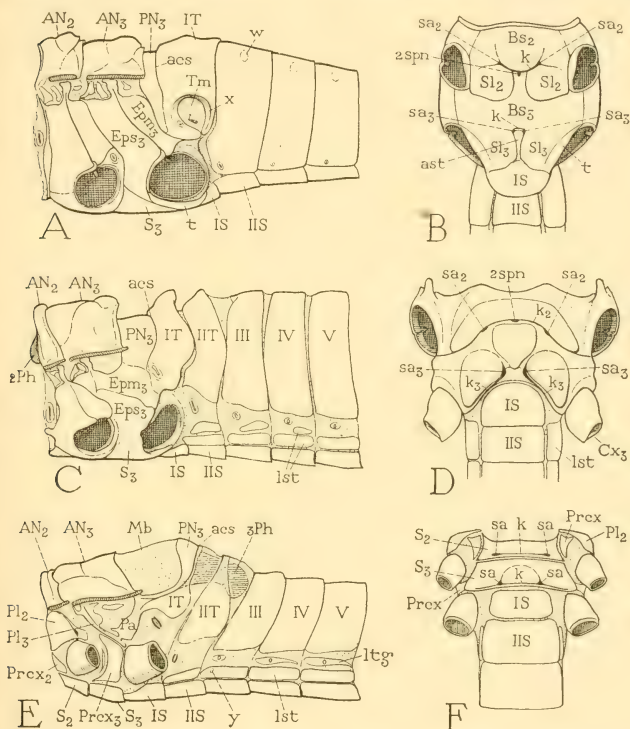 AN₂ AN₃ PN₃ IT
acs w
Tm
x
Epm₃
Eps₃
A
S₃ t IS IIS
sa₂ Bs₂ sa₂
2spn k
Sl₂ Sl₂
sa₃ Bs₃ sa₃
k
Sl₃ Sl₃
ast t
IS
IIS
B
AN₂ AN₃ acs
PN₃ IT IIT III IV V
2Ph
Epm₃
Eps₃
C
S₃ IS IIS lst
sa₂ 2spn sa₂
k₂
sa₃ sa₃
k₃ k₃
IS
IIS
Cx₃
lst
D
AN₂ AN₃ Mb PN₃ acs 3Ph
IT IIT III IV V
Pl₂
Pa
Pl₃
Prcx₂
ltg
E
S₂ Prcx₃ S₃ IS IIS y lst
S₂ sa k sa Prcx
Pl₂
S₃ sa k sa
Prcx
IS
IIS
F